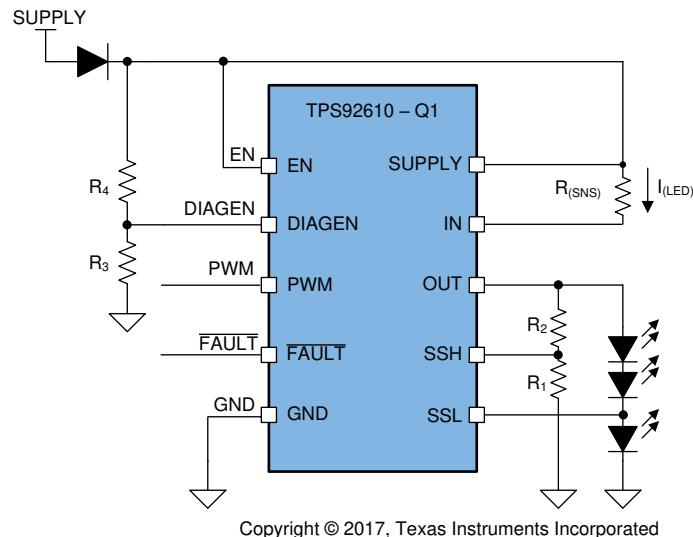 SUPPLY
TPS92610 – Q1
EN
EN
SUPPLY
R(SNS)
I(LED)
R4
DIAGEN
DIAGEN
IN
R3
PWM
PWM
OUT
R2
FAULT
FAULT
SSH
R1
GND
GND
SSL
Copyright © 2017, Texas Instruments Incorporated